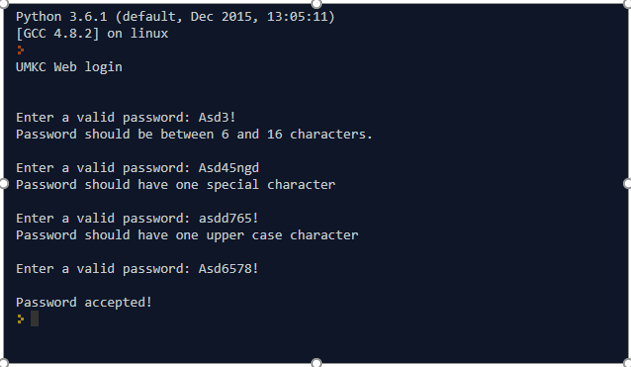 Python 3.6.1 (default, Dec 2015, 13:05:11)
[GCC 4.8.2] on linux
UMKC Web login
Enter a valid password: Asd3!
Password should be between 6 and 16 characters.
Enter a valid password: Asd45ngd
Password should have one special character
Enter a valid password: asdd765!
Password should have one upper case character
Enter a valid password: Asd6578!
Password accepted!